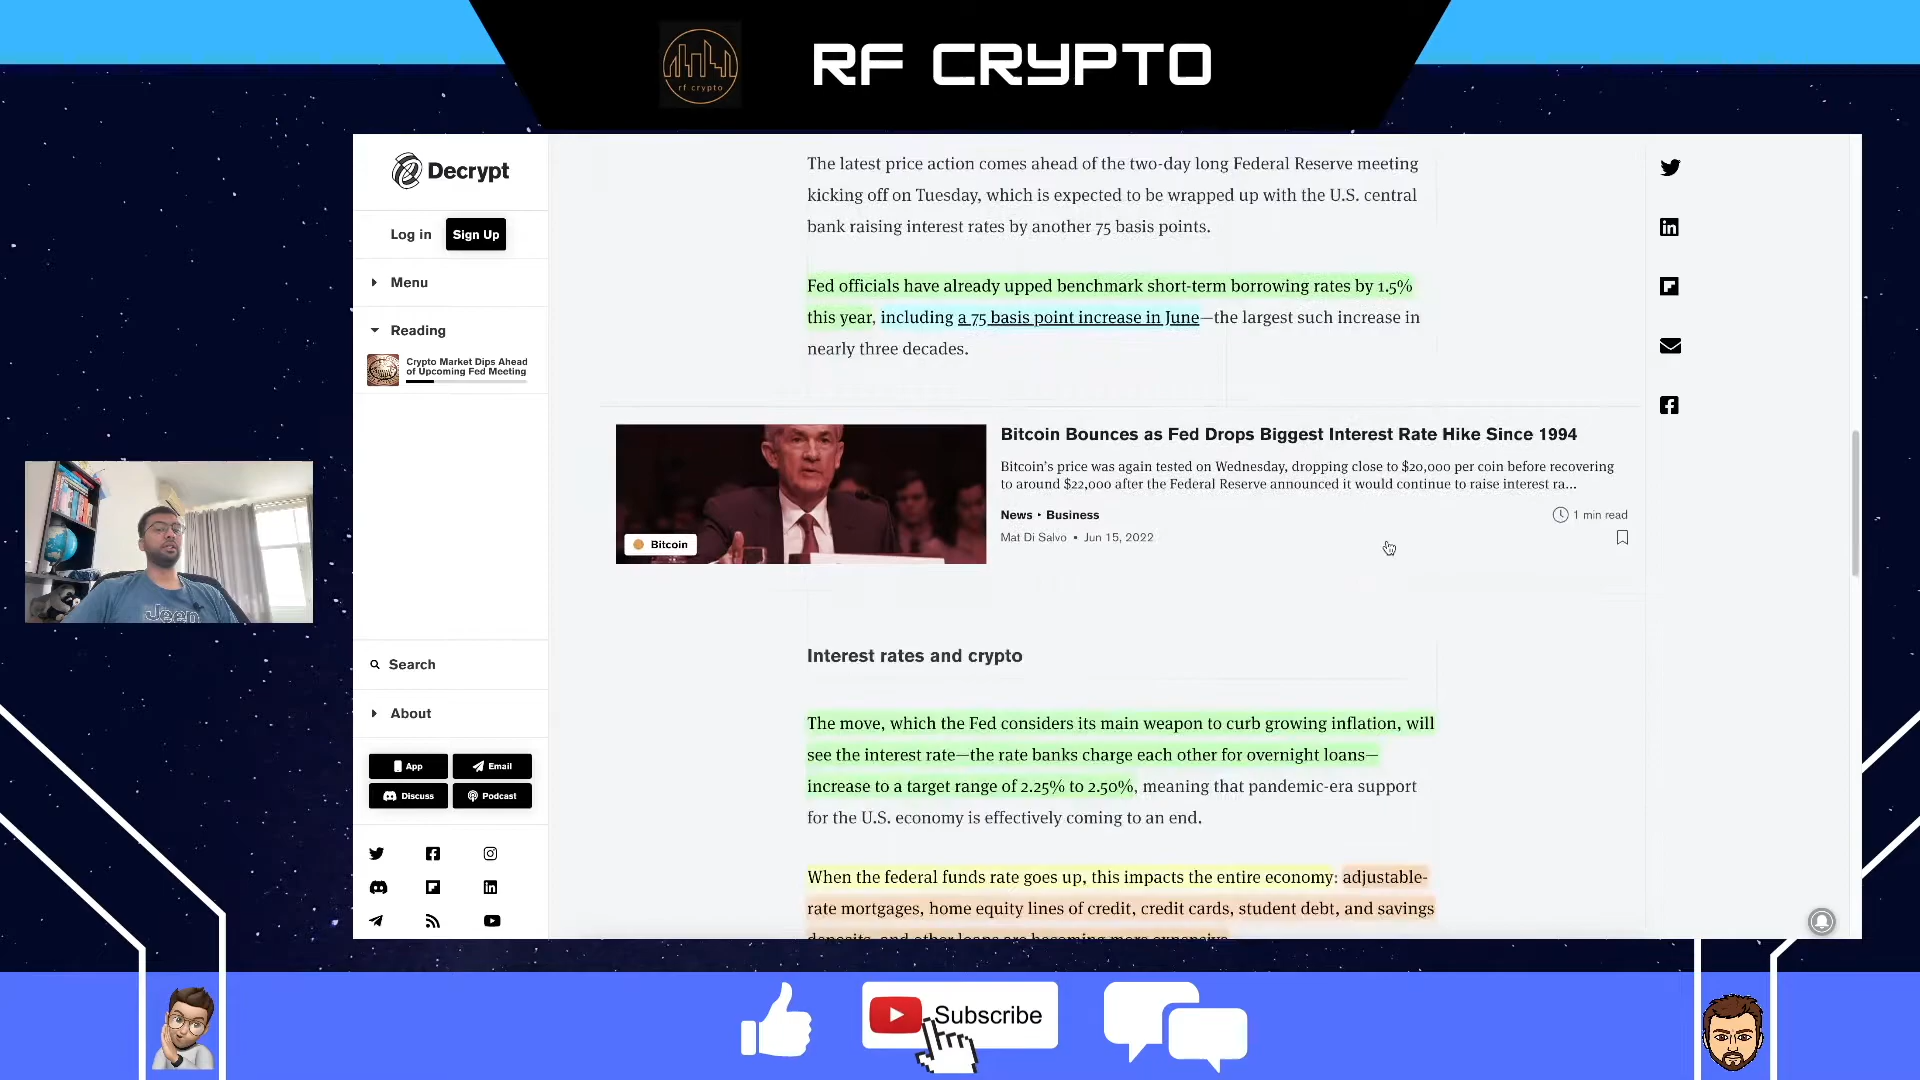 rf crypto
RF CRYPTO
Decrypt
Log in
Sign Up
Menu
Reading
Crypto Market Dips Ahead
of Upcoming Fed Meeting
Jeep
Search
About
App
Email
Discuss
Podcast
The latest price action comes ahead of the two-day long Federal Reserve meeting
kicking off on Tuesday, which is expected to be wrapped up with the U.S. central
bank raising interest rates by another 75 basis points.
Fed officials have already upped benchmark short-term borrowing rates by 1.5%
this year, including a 75 basis point increase in June—the largest such increase in
nearly three decades.
Bitcoin
Bitcoin Bounces as Fed Drops Biggest Interest Rate Hike Since 1994
Bitcoin's price was again tested on Wednesday, dropping close to $20,000 per coin before recovering
to around $22,000 after the Federal Reserve announced it would continue to raise interest ra...
News • Business
1 min read
Mat Di Salvo • Jun 15, 2022
Interest rates and crypto
The move, which the Fed considers its main weapon to curb growing inflation, will
see the interest rate—the rate banks charge each other for overnight loans—
increase to a target range of 2.25% to 2.50%, meaning that pandemic-era support
for the U.S. economy is effectively coming to an end.
When the federal funds rate goes up, this impacts the entire economy: adjustable-
rate mortgages, home equity lines of credit, credit cards, student debt, and savings
deposits, and other loans are becoming more expensive.
Subscribe